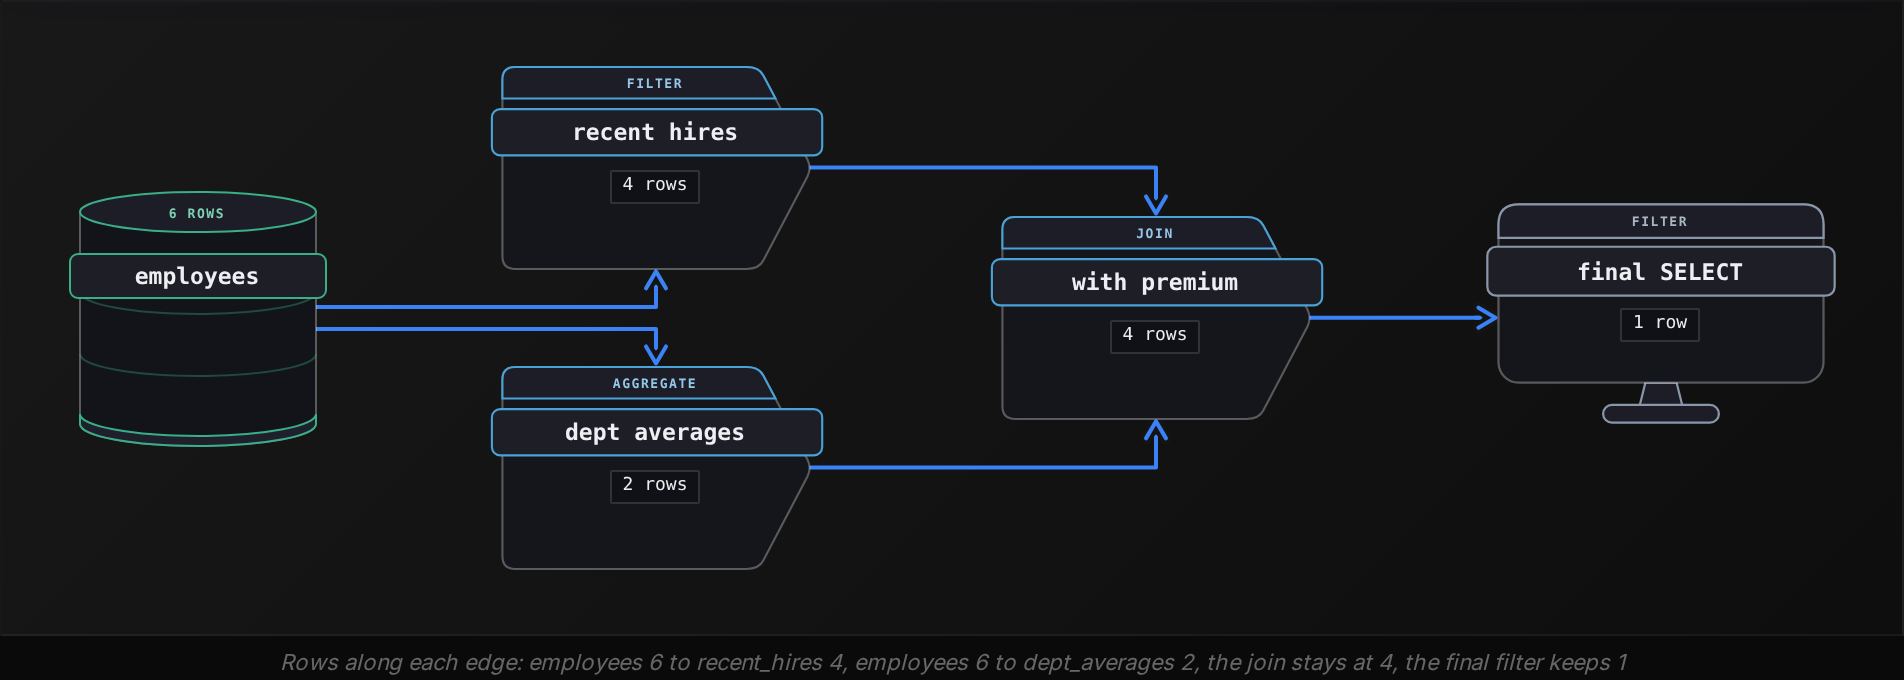 6 ROWS
employees
FILTER
recent hires
4 rows
AGGREGATE
dept averages
2 rows
JOIN
with premium
4 rows
FILTER
final SELECT
1 row
Rows along each edge: employees 6 to recent_hires 4, employees 6 to dept_averages 2, the join stays at 4, the final filter keeps 1